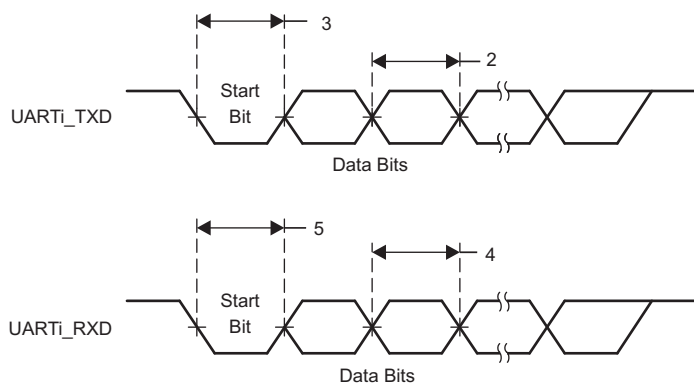 3
2
Start
Bit
UARTi_TXD
Data Bits
5
4
Start
Bit
UARTi_RXD
Data Bits